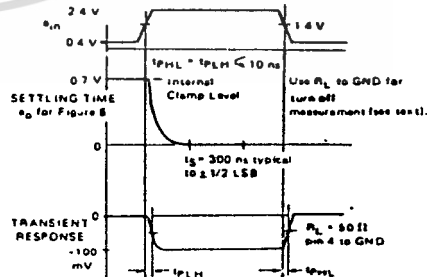 2.4 V
e_in
1.4 V
0.4 V
t_PHL = t_PLH ≤ 10 ns
0.7 V
Internal
Clamp Level
Use R_L to GND for
turn off
measurement (see text).
SETTLING TIME
e_o for Figure 5
0
t_S = 300 ns typical
to ± 1/2 LSB
0
TRANSIENT
RESPONSE
R_L = 50 Ω
pin 4 to GND
-100
mV
t_PLH
t_PHL